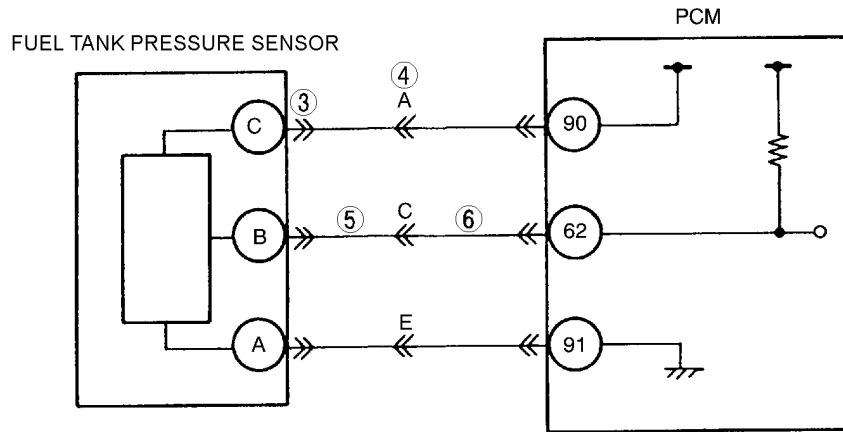 PCM
FUEL TANK PRESSURE SENSOR
④
③ A
C 90
⑤ C ⑥
B 62
E
A 91